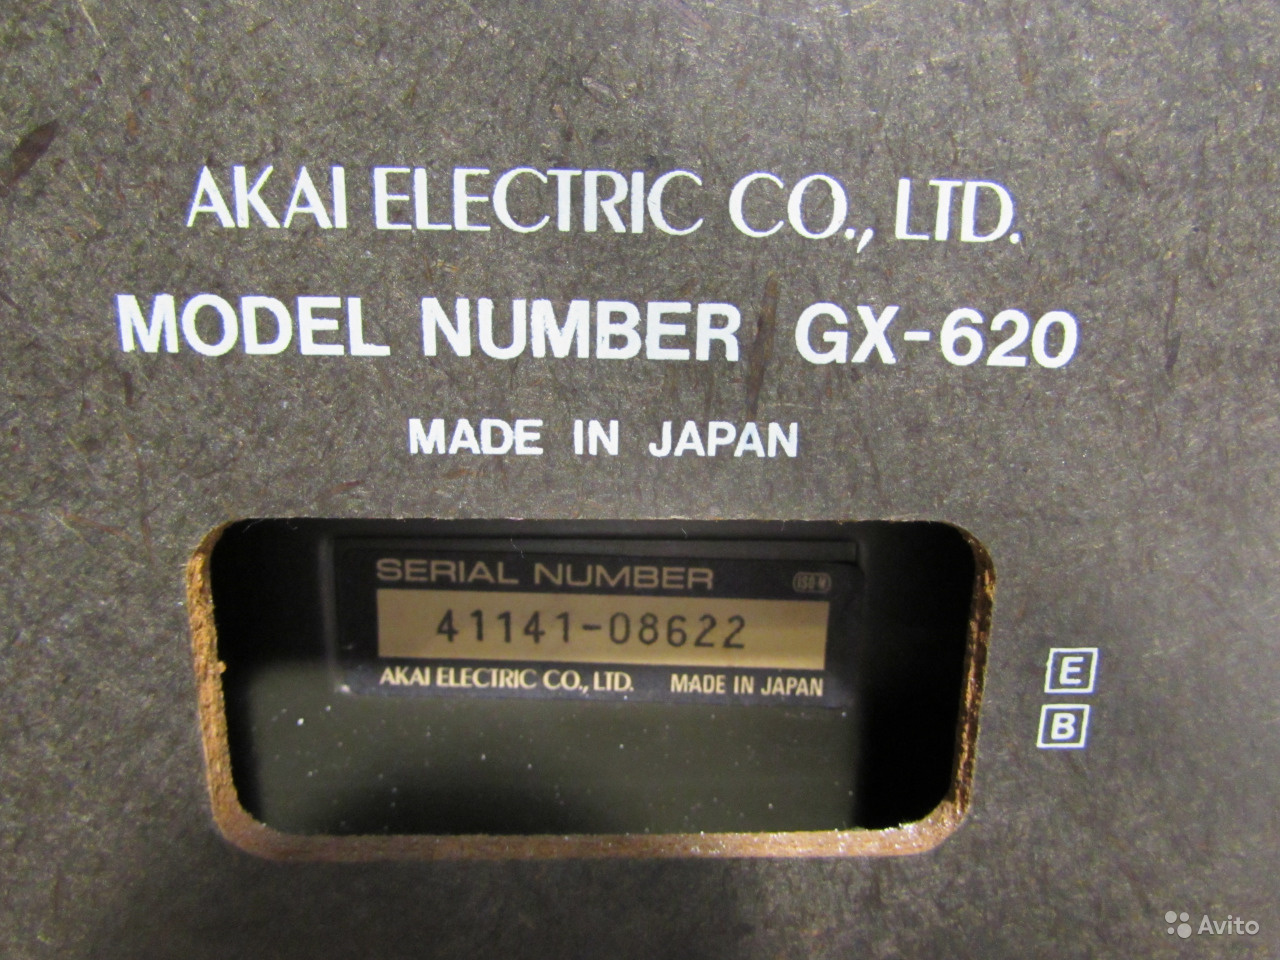 AKAI ELECTRIC CO., LTD.
MODEL NUMBER GX-620
MADE IN JAPAN
SERIAL NUMBER
ISO-M
41141-08622
AKAI ELECTRIC CO., LTD. MADE IN JAPAN
E
B
Avito